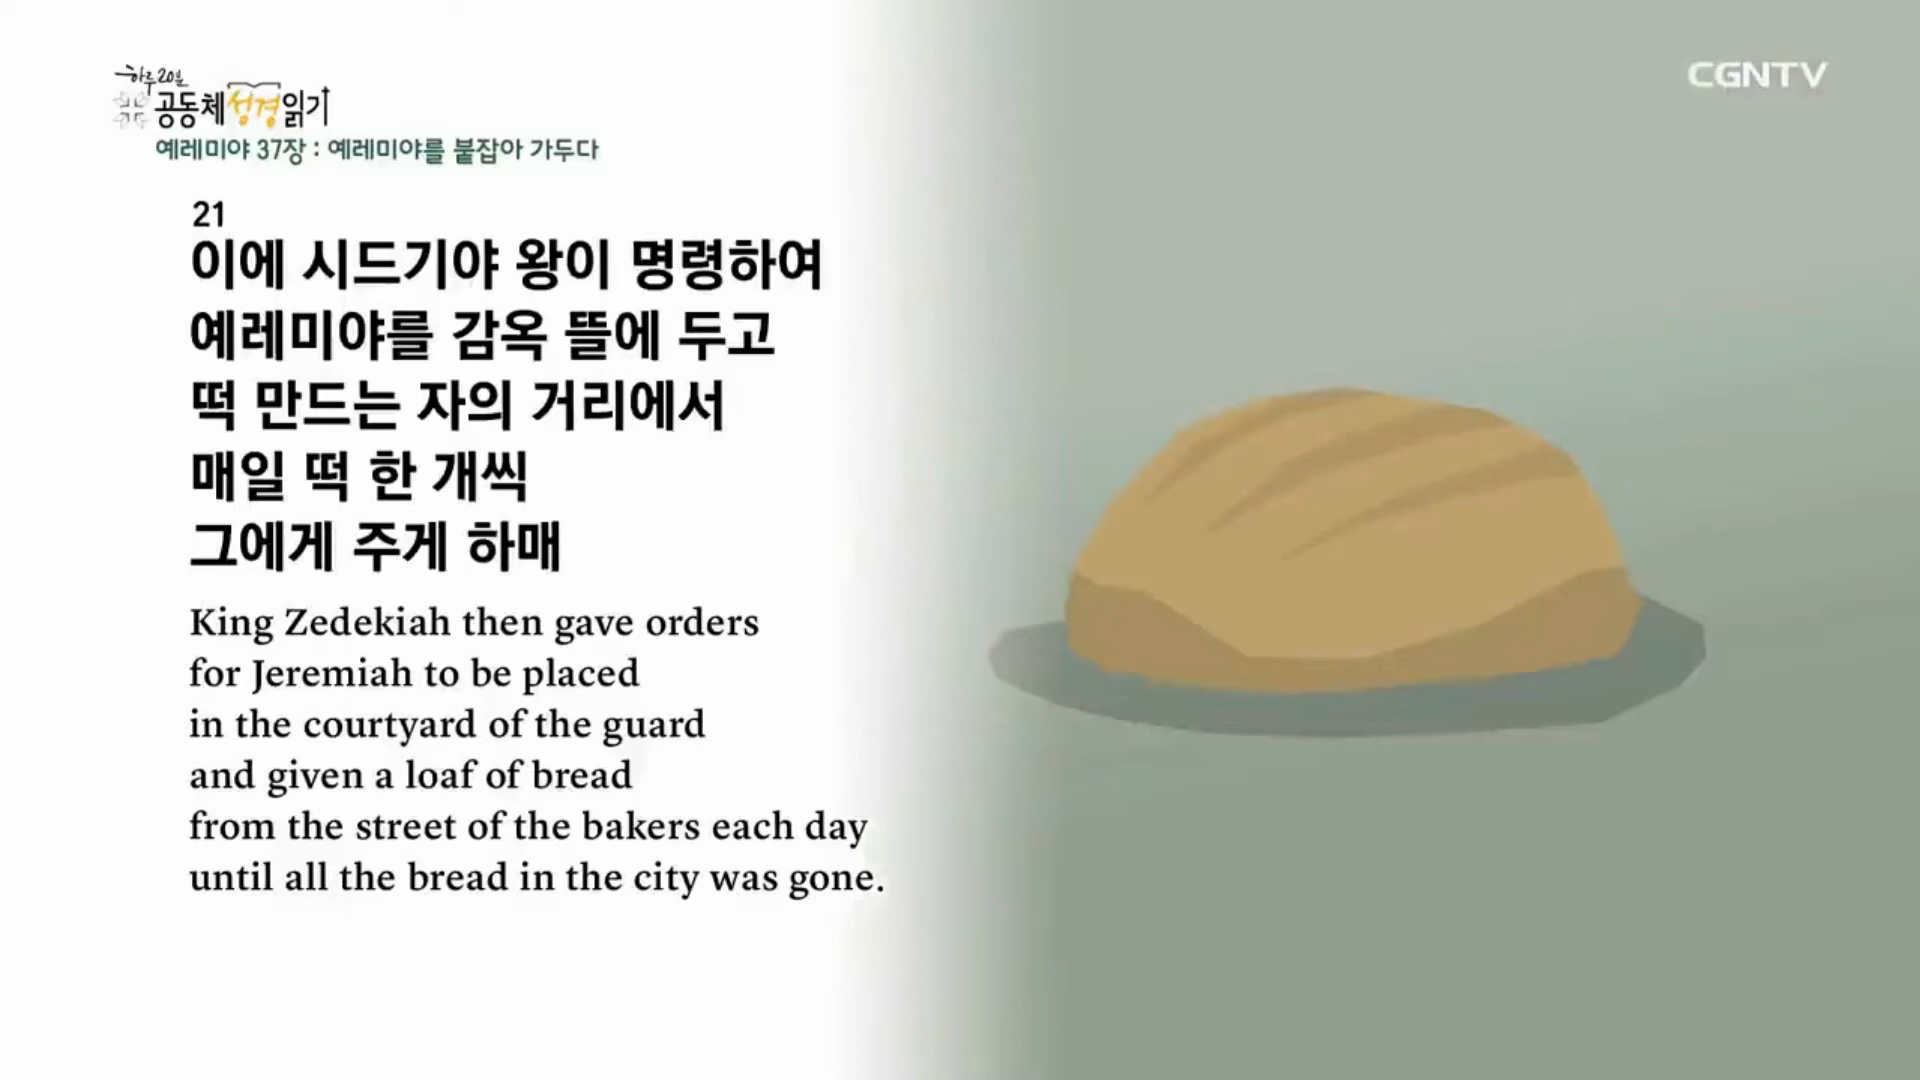 하루 20분
공동체성경읽기
CGNTV
예레미야 37장 : 예레미야를 붙잡아 가두다
21
이에 시드기야 왕이 명령하여
예레미야를 감옥 뜰에 두고
떡 만드는 자의 거리에서
매일 떡 한 개씩
그에게 주게 하매
King Zedekiah then gave orders
for Jeremiah to be placed
in the courtyard of the guard
and given a loaf of bread
from the street of the bakers each day
until all the bread in the city was gone.